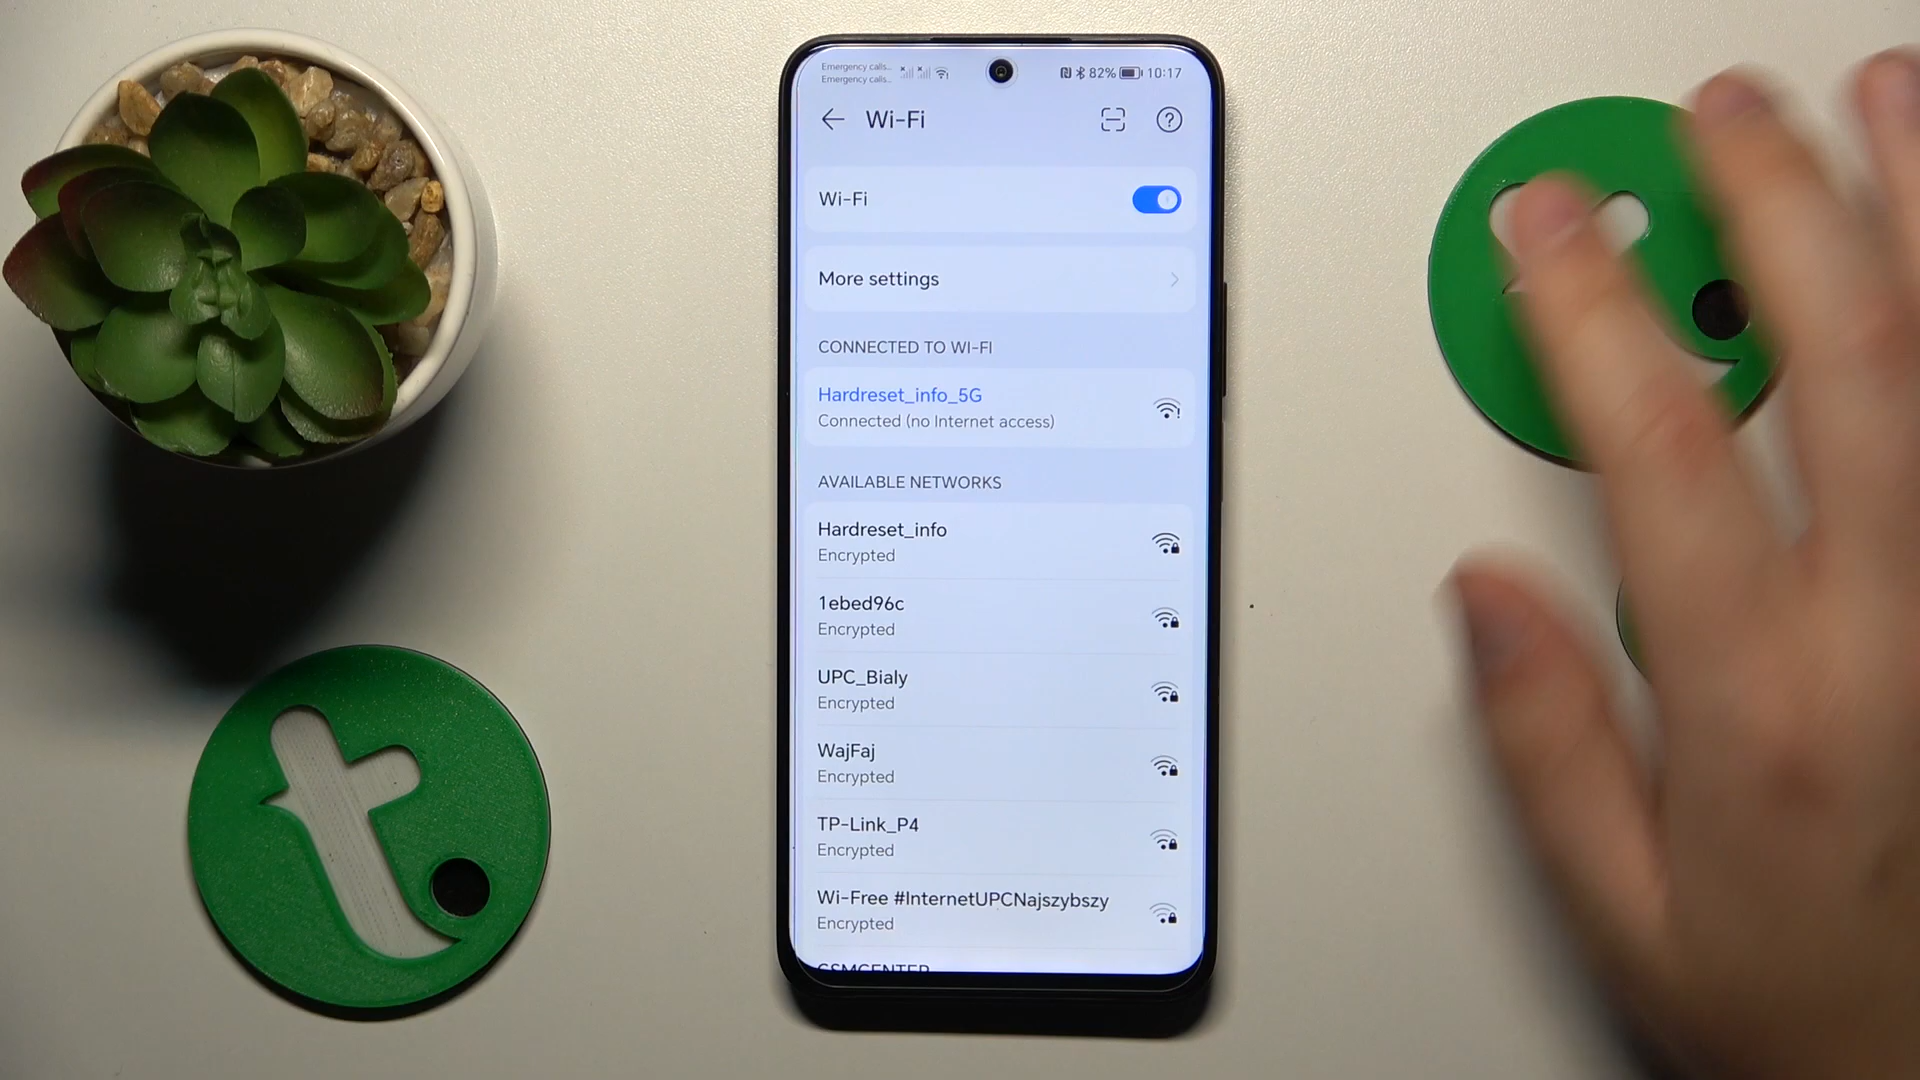 Emergency calls...
Emergency calls...
82% 10:17
Wi-Fi
Wi-Fi
More settings
CONNECTED TO WI-FI
Hardreset_info_5G
Connected (no Internet access)
AVAILABLE NETWORKS
Hardreset_info
Encrypted
1ebed96c
Encrypted
UPC_Bialy
Encrypted
WajFaj
Encrypted
TP-Link_P4
Encrypted
Wi-Free #InternetUPCNajszybszy
Encrypted
GSMCENTER
t.